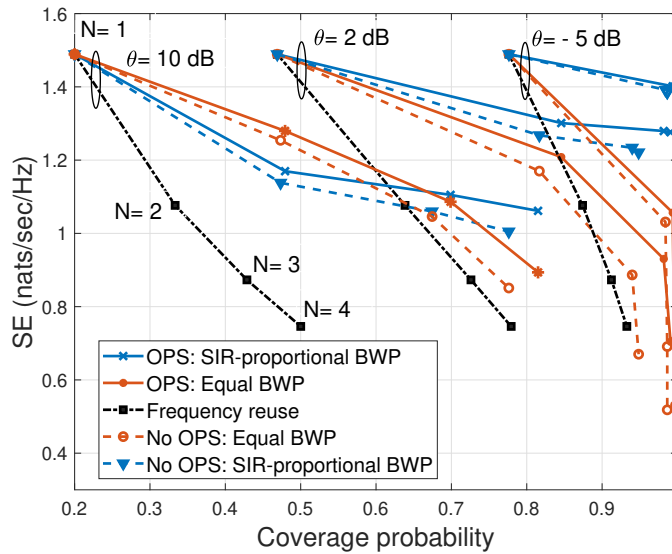 1.6
1.4
1.2
1
0.8
0.6
0.4
SE (nats/sec/Hz)
N= 1
θ= 10 dB
θ= 2 dB
θ= - 5 dB
N= 2
N= 3
N= 4
OPS: SIR-proportional BWP
OPS: Equal BWP
Frequency reuse
No OPS: Equal BWP
No OPS: SIR-proportional BWP
0.2 0.3 0.4 0.5 0.6 0.7 0.8 0.9
Coverage probability